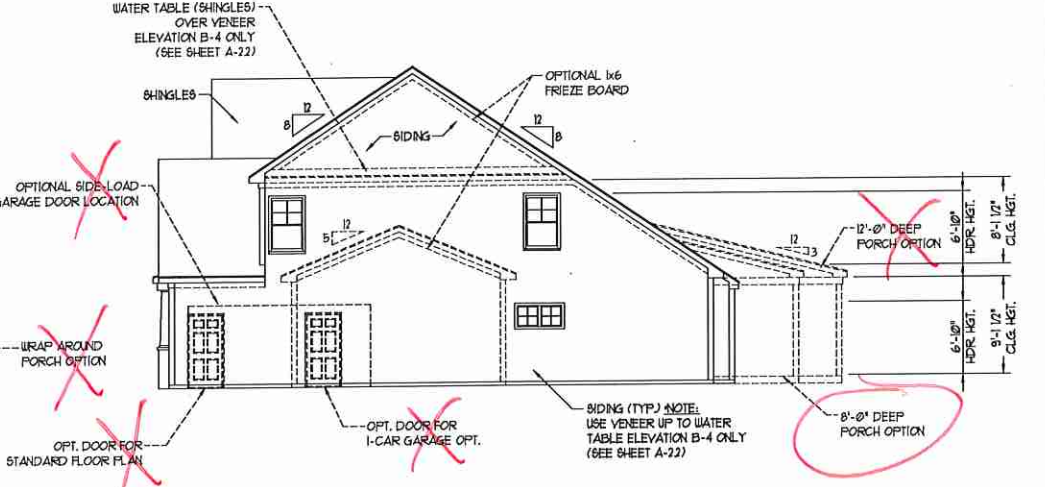 WATER TABLE (SHINGLES)
OVER VENEER
ELEVATION B-4 ONLY
(SEE SHEET A-22)
OPTIONAL 1x6
FRIEZE BOARD
SHINGLES
12
8
SIDING
12
8
OPTIONAL SIDE-LOAD
GARAGE DOOR LOCATION
12
5
12'-0" DEEP
PORCH OPTION
12
3
6'-10"
HDR. HGT.
8'-1 1/2"
CLG. HGT.
6'-10"
HDR. HGT.
9'-1 1/2"
CLG. HGT.
WRAP AROUND
PORCH OPTION
OPT. DOOR FOR
STANDARD FLOOR PLAN
OPT. DOOR FOR
1-CAR GARAGE OPT.
SIDING (TYP.) NOTE:
USE VENEER UP TO WATER
TABLE ELEVATION B-4 ONLY
(SEE SHEET A-22)
8'-0" DEEP
PORCH OPTION